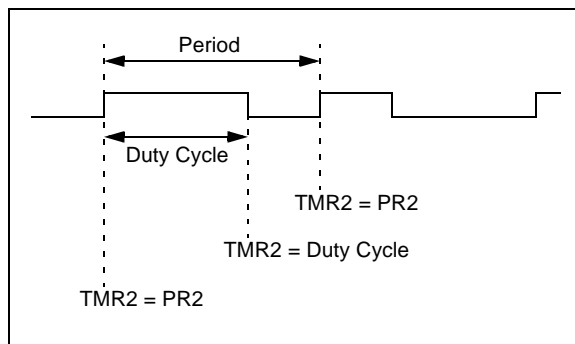 Period
Duty Cycle
TMR2 = PR2
TMR2 = Duty Cycle
TMR2 = PR2